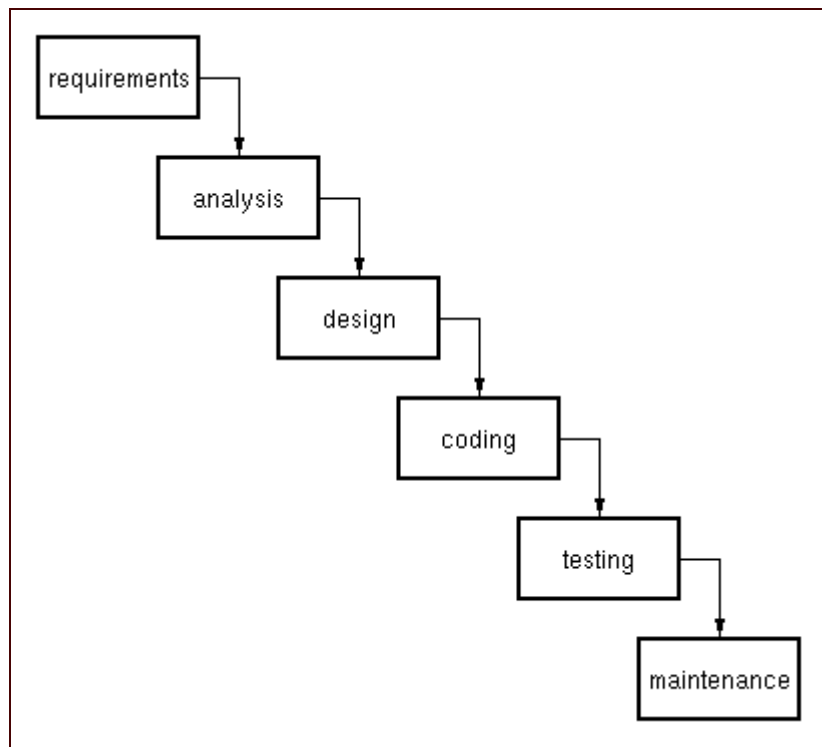 requirements
analysis
design
coding
testing
maintenance